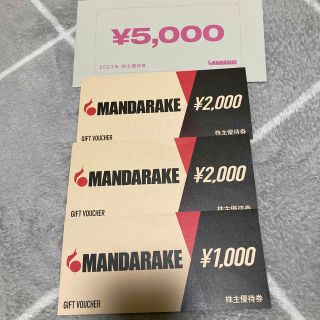 ¥5,000
2023年 株主優待券
MANDARAKE
MANDARAKE
¥2,000
GIFT VOUCHER
株主優待券
MANDARAKE
¥2,000
GIFT VOUCHER
株主優待券
MANDARAKE
¥1,000
GIFT VOUCHER
株主優待券